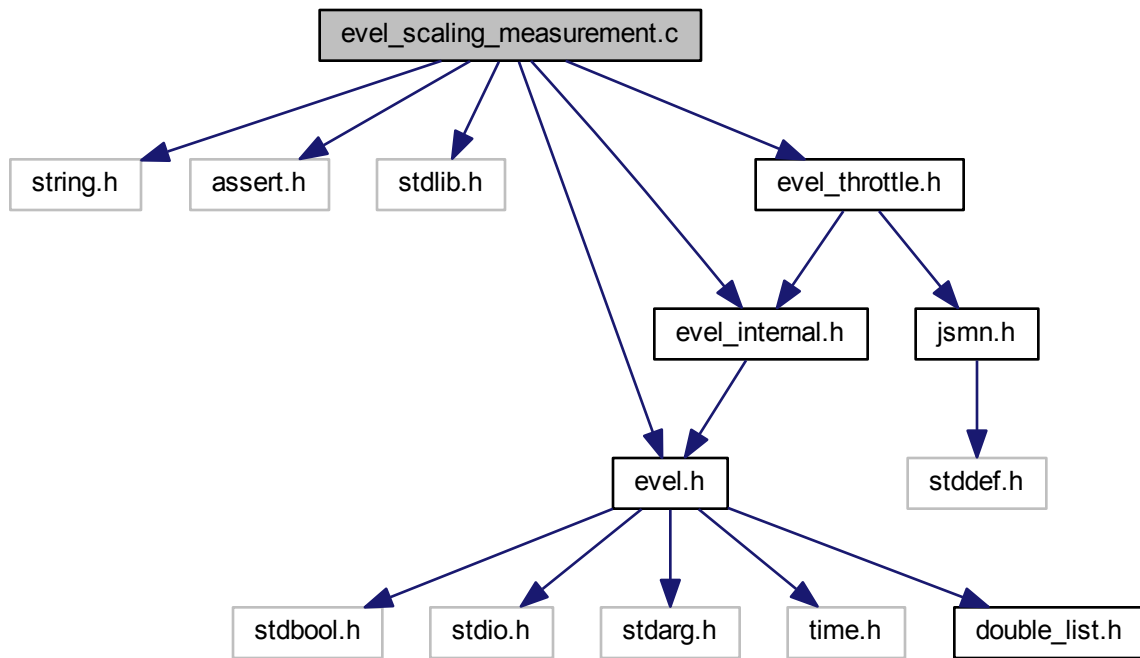 evel_scaling_measurement.c
string.h
assert.h
stdlib.h
evel_throttle.h
evel_internal.h
jsmn.h
evel.h
stddef.h
stdbool.h
stdio.h
stdarg.h
time.h
double_list.h